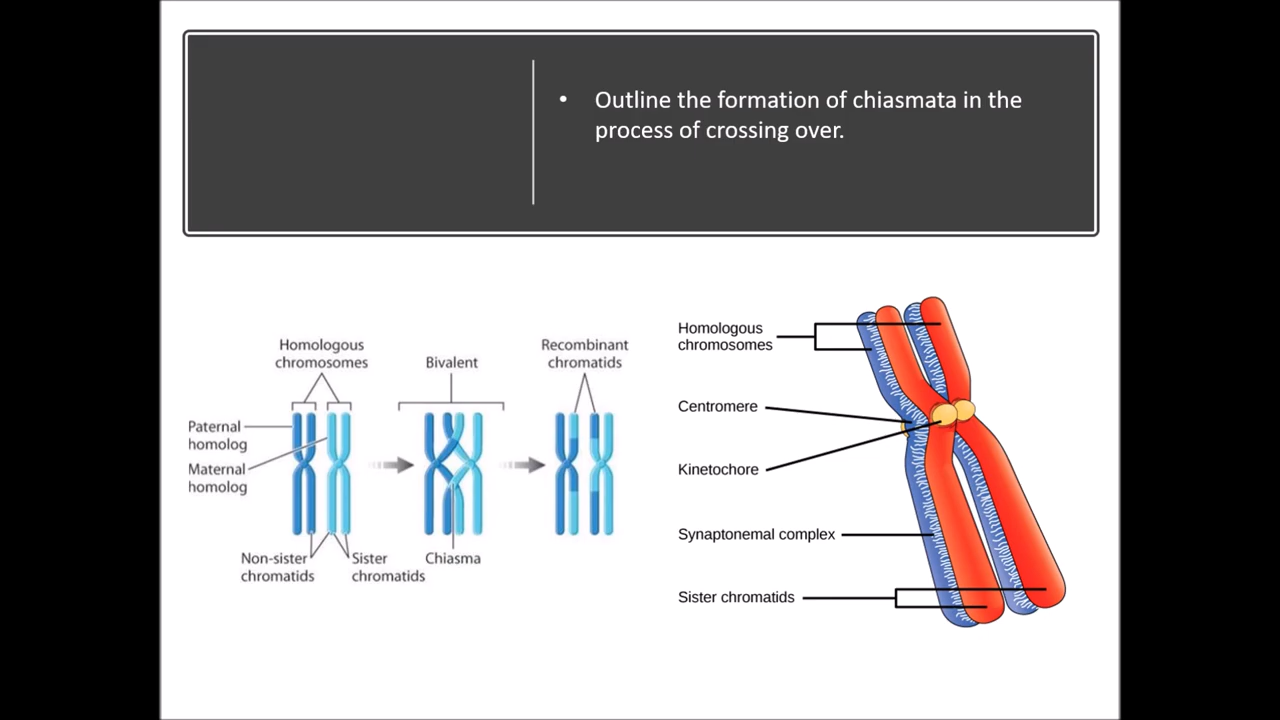 • Outline the formation of chiasmata in the
process of crossing over.
Homologous
chromosomes
Bivalent
Recombinant
chromatids
Paternal
homolog
Maternal
homolog
Non-sister
chromatids
Sister
chromatids
Chiasma
Homologous
chromosomes
Centromere
Kinetochore
Synaptonemal complex
Sister chromatids